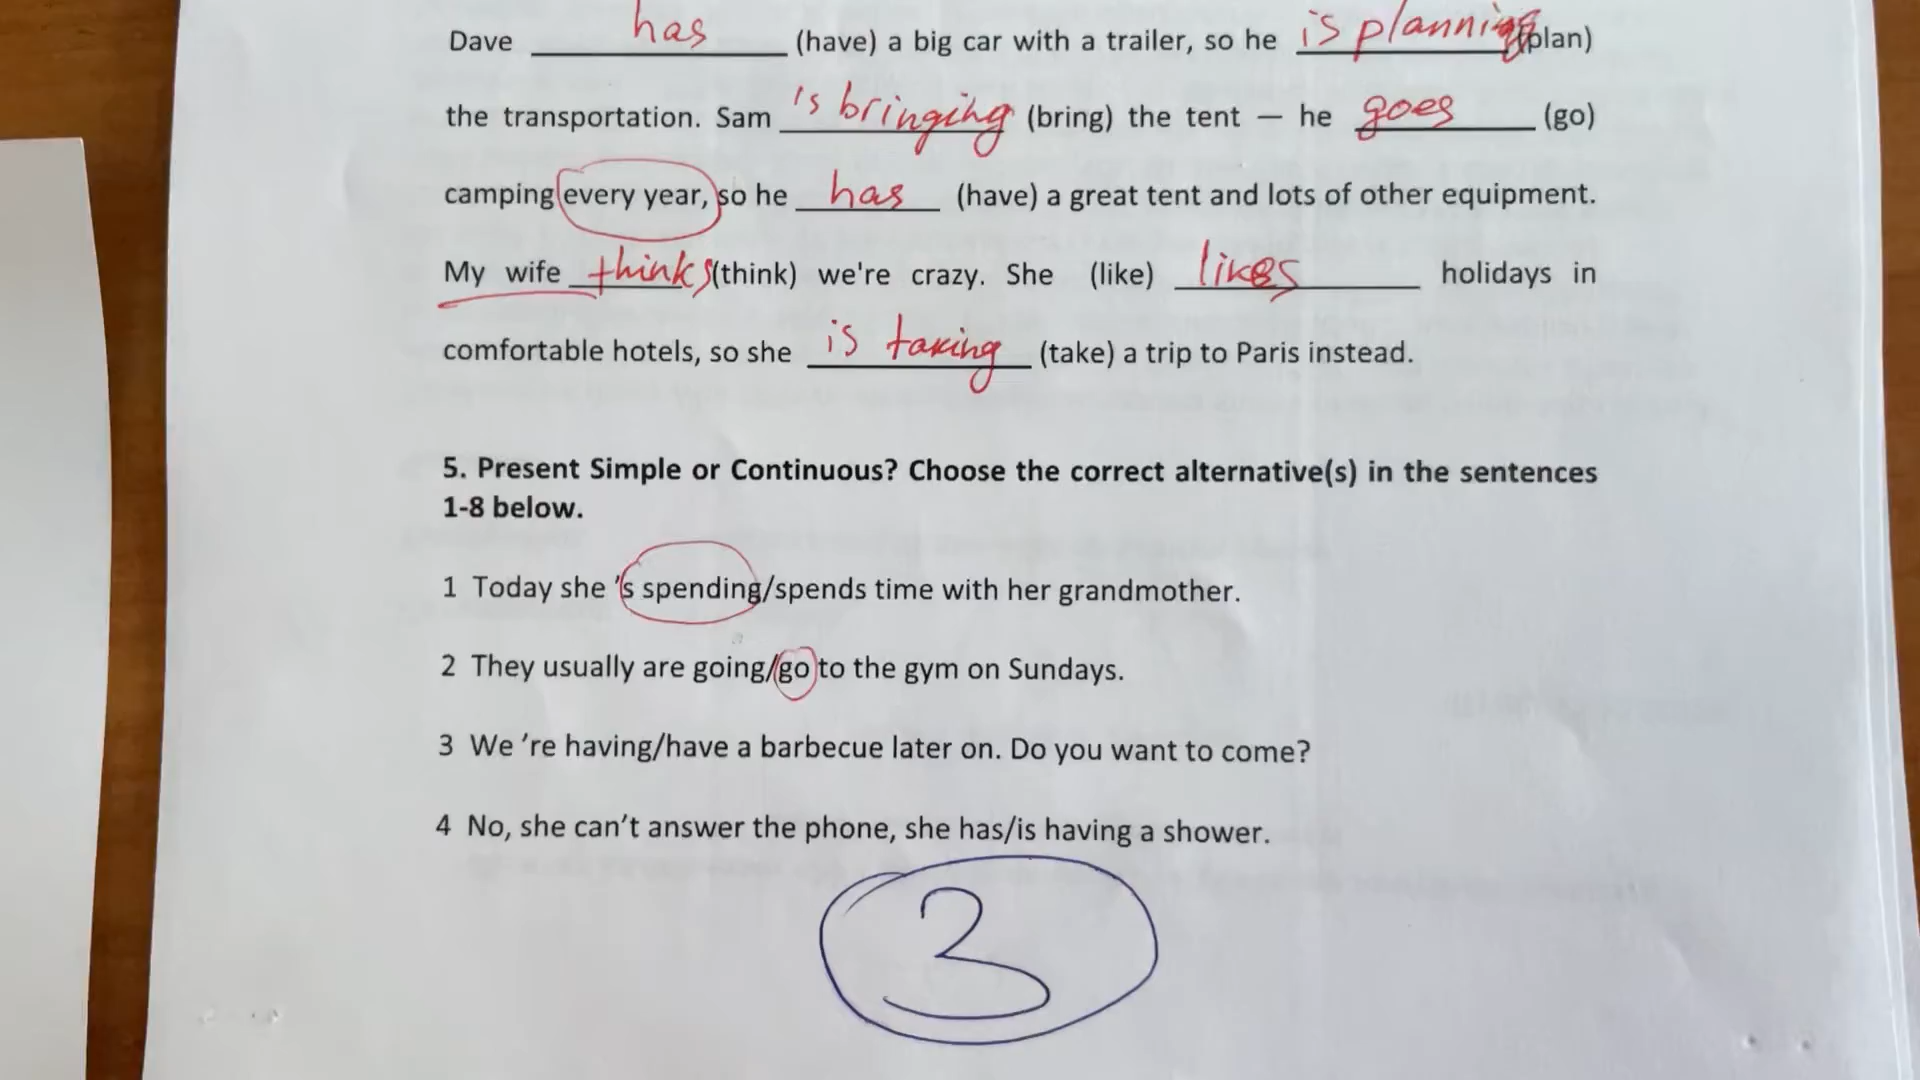 Dave has (have) a big car with a trailer, so he is planning (plan)
the transportation. Sam is bringing (bring) the tent – he goes (go)
camping every year, so he has (have) a great tent and lots of other equipment.
My wife thinks (think) we're crazy. She (like) likes holidays in
comfortable hotels, so she is taking (take) a trip to Paris instead.
5. Present Simple or Continuous? Choose the correct alternative(s) in the sentences
1-8 below.
1 Today she 's spending/spends time with her grandmother.
2 They usually are going/go to the gym on Sundays.
3 We 're having/have a barbecue later on. Do you want to come?
4 No, she can't answer the phone, she has/is having a shower.
3